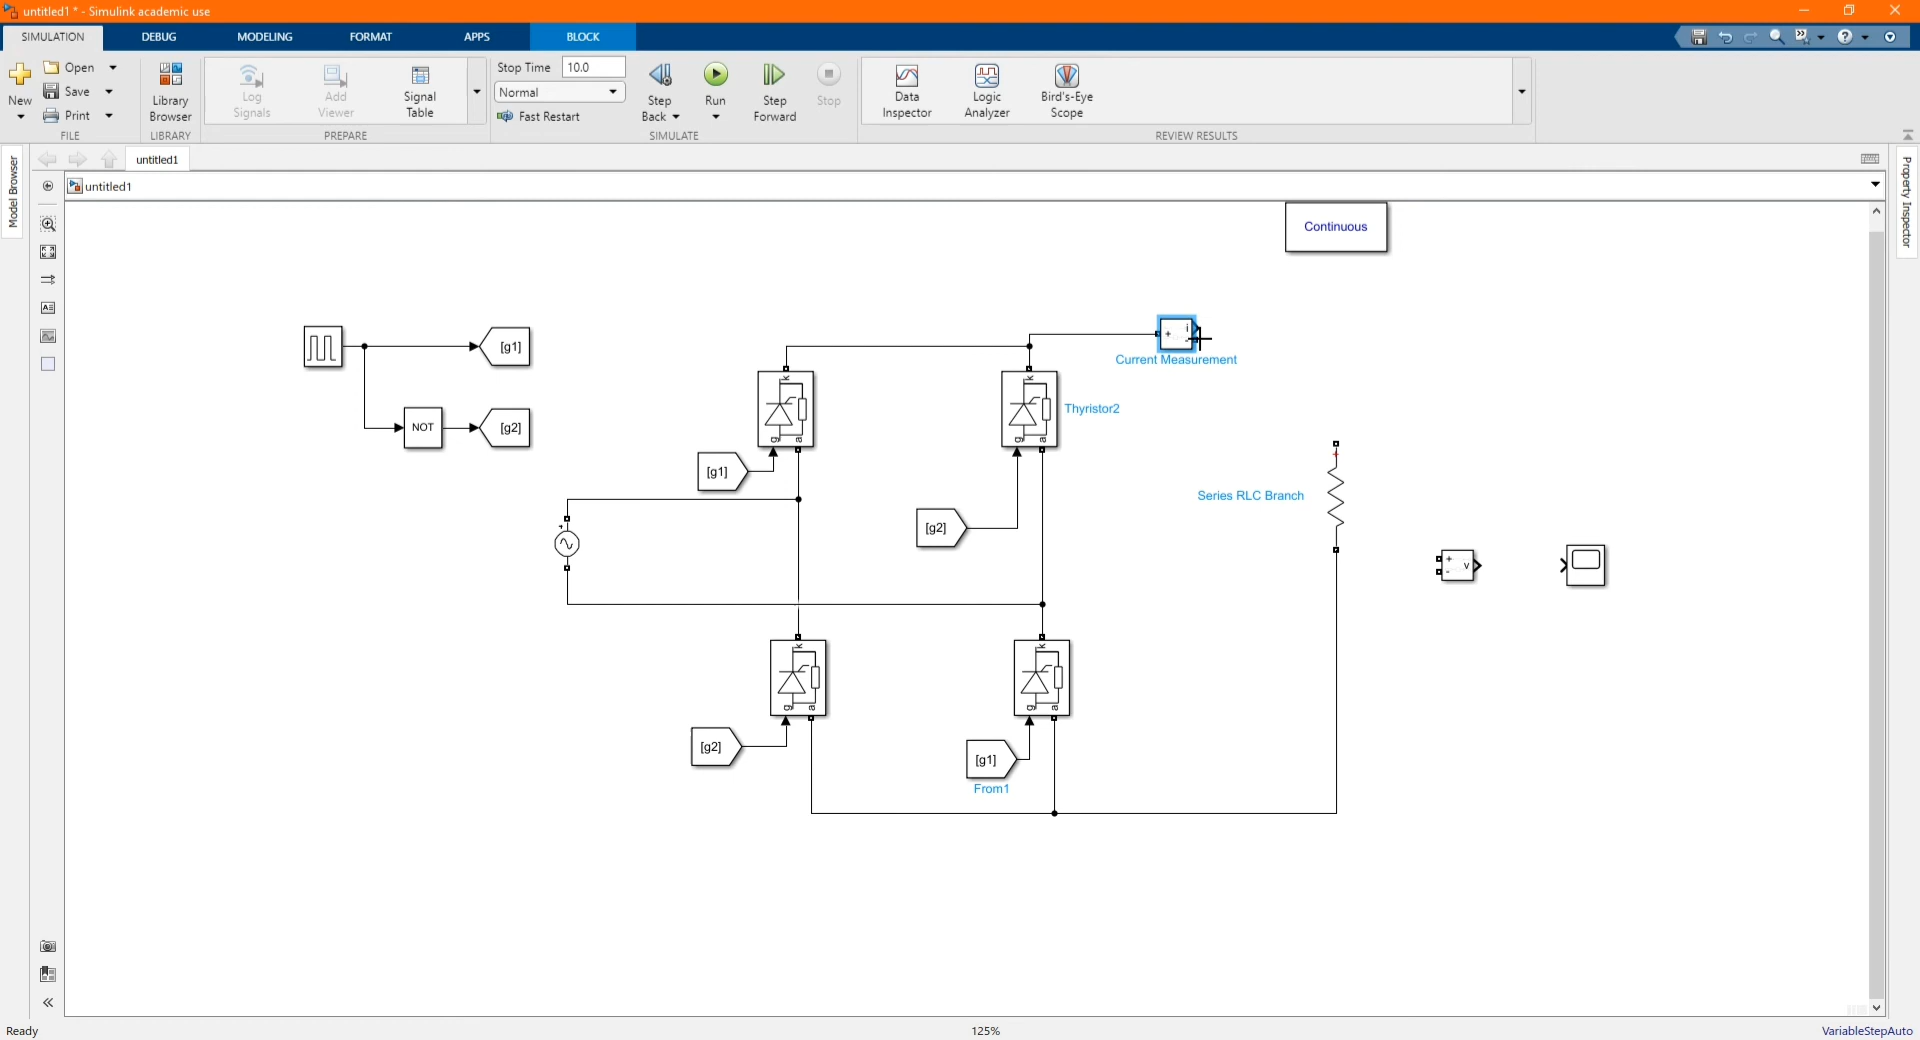 untitled1 * - Simulink academic use
SIMULATION DEBUG MODELING FORMAT APPS BLOCK
New
Open
Save
Print
FILE
Library Browser
LIBRARY
Log Signals
Add Viewer
Signal Table
PREPARE
Stop Time 10.0
Normal
Fast Restart
Step Back
Run
Step Forward
Stop
SIMULATE
Data Inspector
Logic Analyzer
Bird's-Eye Scope
REVIEW RESULTS
Model Browser
untitled1
untitled1
Property Inspector
Continuous
[g1]
NOT
[g2]
+ i -
Current Measurement
k
g a
k
g a
Thyristor2
[g1]
[g2]
+
Series RLC Branch
+
+ v -
k
g a
k
g a
[g2]
[g1]
From1
Ready
125%
VariableStepAuto